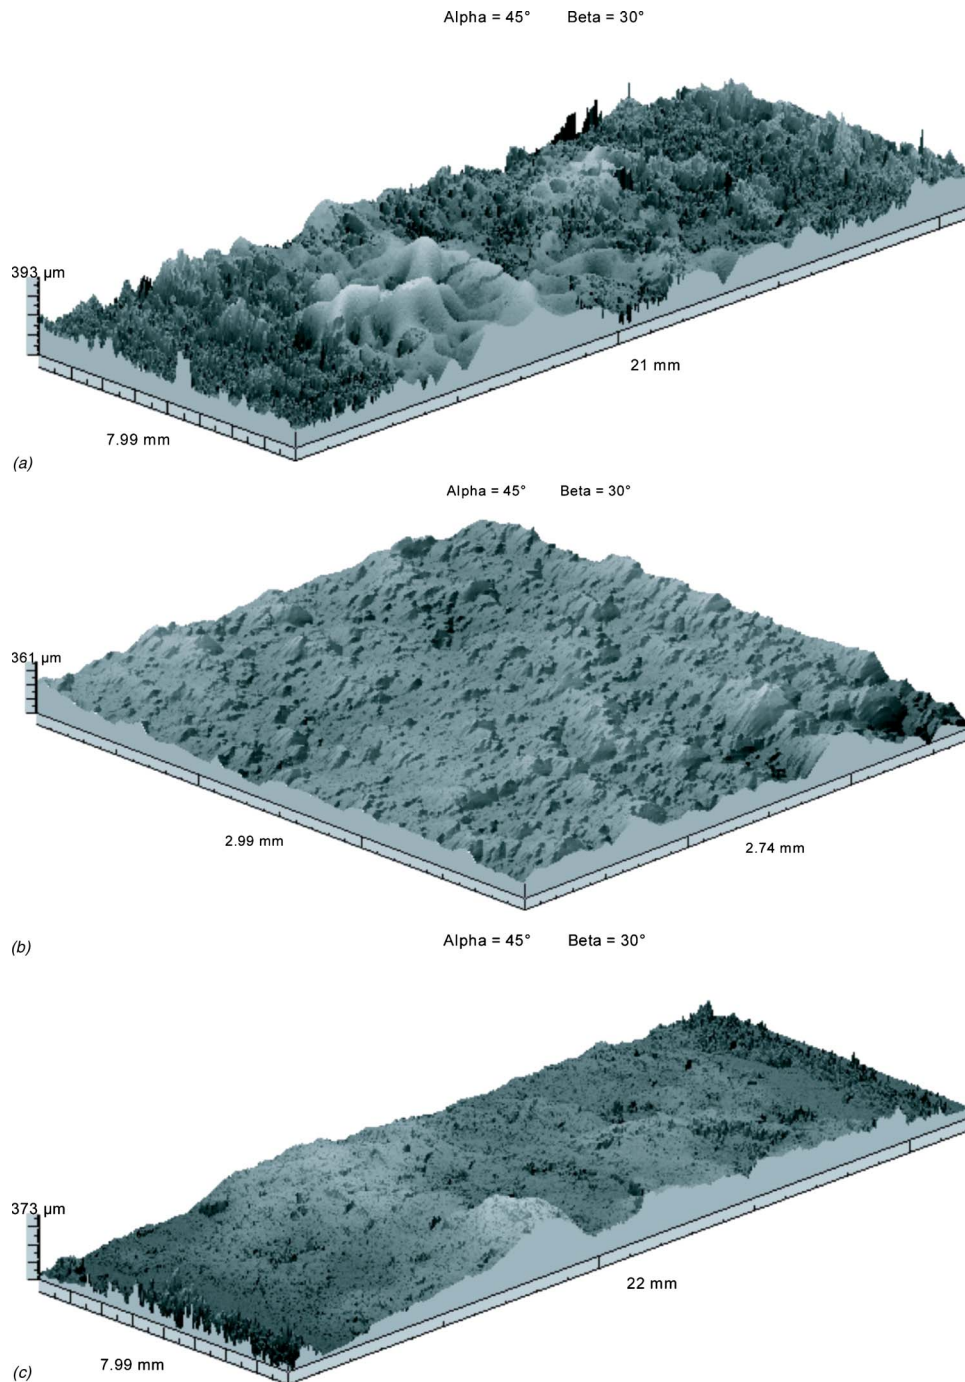 Alpha = 45° Beta = 30°
393 µm
21 mm
7.99 mm
(a)
Alpha = 45° Beta = 30°
361 µm
2.99 mm
2.74 mm
(b)
Alpha = 45° Beta = 30°
373 µm
22 mm
7.99 mm
(c)